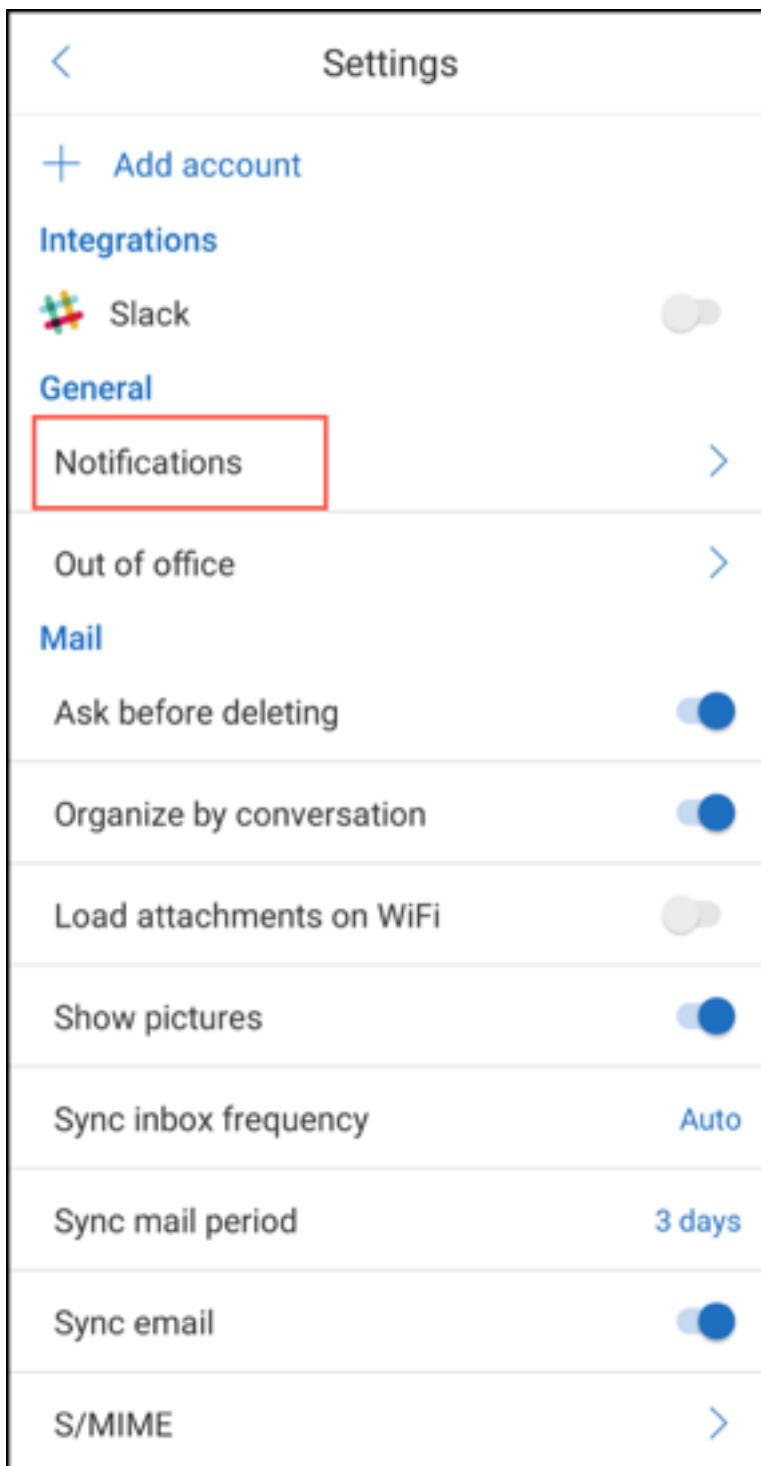 Settings
Add account
Integrations
Slack
General
Notifications
Out of office
Mail
Ask before deleting
Organize by conversation
Load attachments on WiFi
Show pictures
Sync inbox frequency Auto
Sync mail period 3 days
Sync email
S/MIME